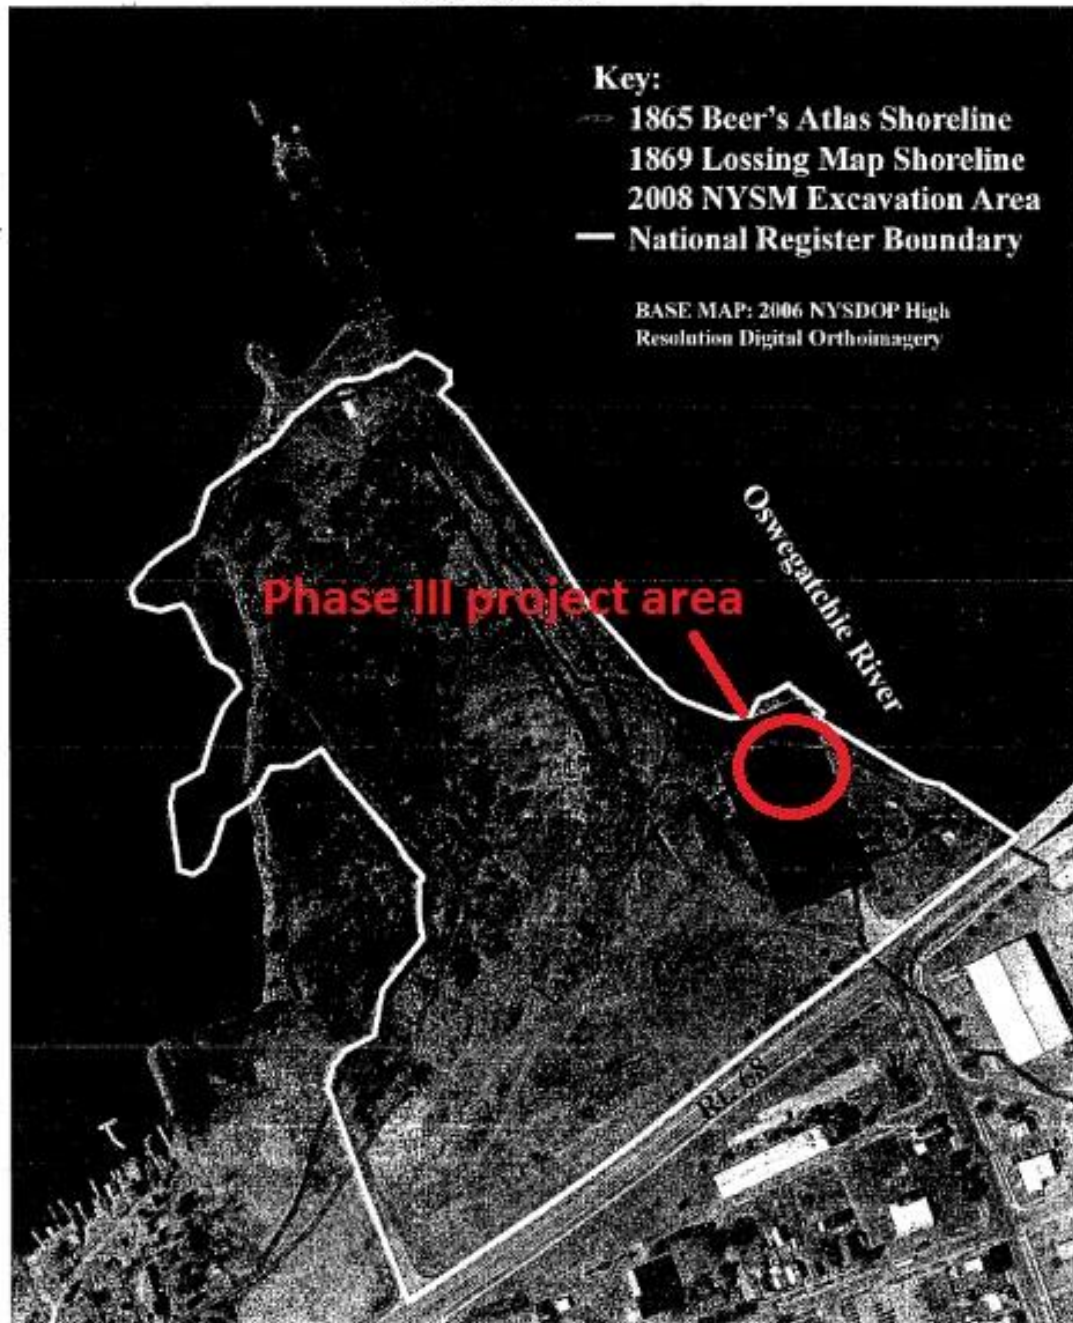 Key:
1865 Beer's Atlas Shoreline
1869 Lossing Map Shoreline
2008 NYSM Excavation Area
National Register Boundary
BASE MAP: 2006 NYSDOP High
Resolution Digital Orthoimagery
Oswegatchie River
Phase III project area
Rt. 68